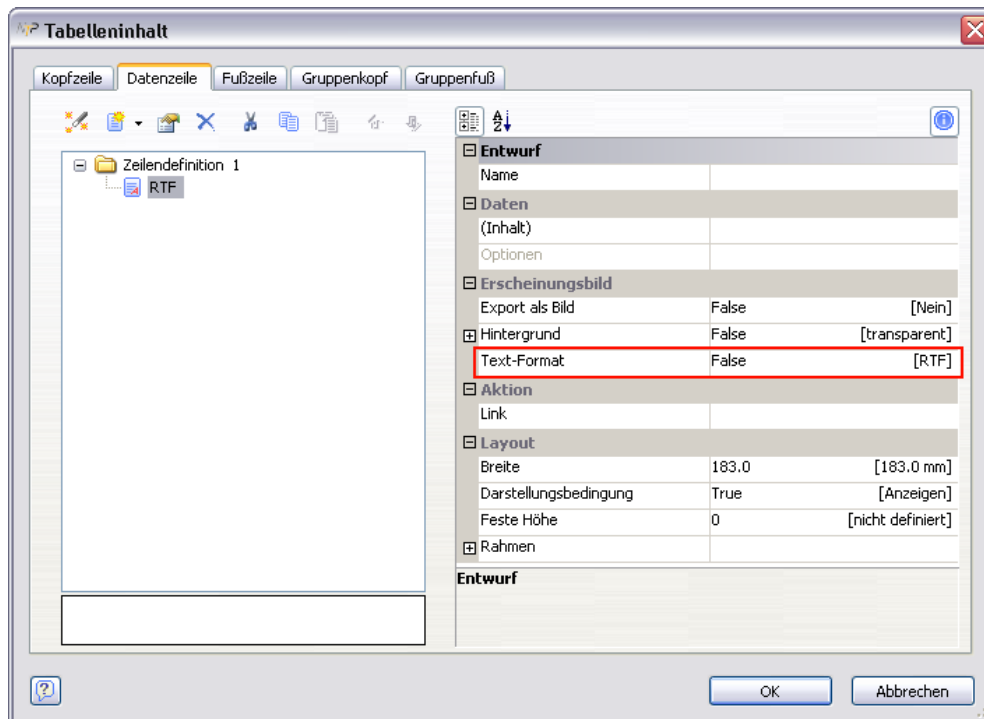 Tabelleninhalt
Kopfzeile Datenzeile Fußzeile Gruppenkopf Gruppenfuß
Zeilendefinition 1
RTF
Entwurf
Name
Daten
(Inhalt)
Optionen
Erscheinungsbild
Export als Bild False [Nein]
Hintergrund False [transparent]
Text-Format False [RTF]
Aktion
Link
Layout
Breite 183.0 [183.0 mm]
Darstellungsbedingung True [Anzeigen]
Feste Höhe 0 [nicht definiert]
Rahmen
Entwurf
OK Abbrechen